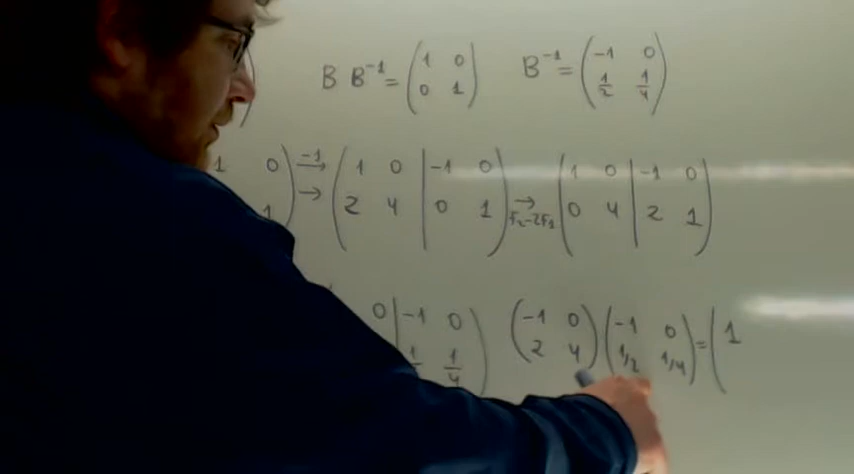 ) B B⁻¹ = (1 0 / 0 1) B⁻¹ = (-1 0 / 1/2 1/4)
1 0 / 1) -1→ → (1 0 | -1 0 / 2 4 | 0 1) → F₂-2F₁ (1 0 | -1 0 / 0 4 | 2 1)
0 | -1 0 / 1/ 1/4) (-1 0 / 2 4) (-1 0 / 1/2 1/4) = (1